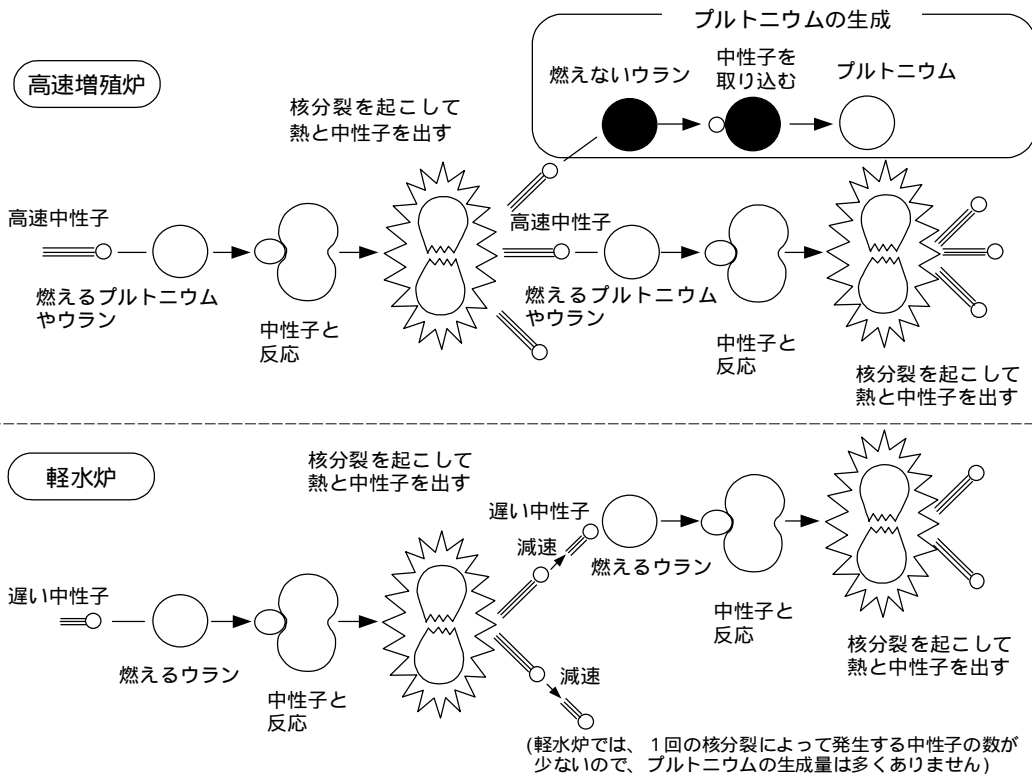 プルトニウムの生成
高速増殖炉
燃えないウラン
中性子を
取り込む
プルトニウム
核分裂を起こして
熱と中性子を出す
高速中性子
燃えるプルトニウム
やウラン
中性子と
反応
高速中性子
燃えるプルトニウム
やウラン
中性子と
反応
核分裂を起こして
熱と中性子を出す
軽水炉
核分裂を起こして
熱と中性子を出す
遅い中性子
減速
燃えるウラン
中性子と
反応
核分裂を起こして
熱と中性子を出す
遅い中性子
燃えるウラン
中性子と
反応
減速
(軽水炉では、1回の核分裂によって発生する中性子の数が
少ないので、プルトニウムの生成量は多くありません)